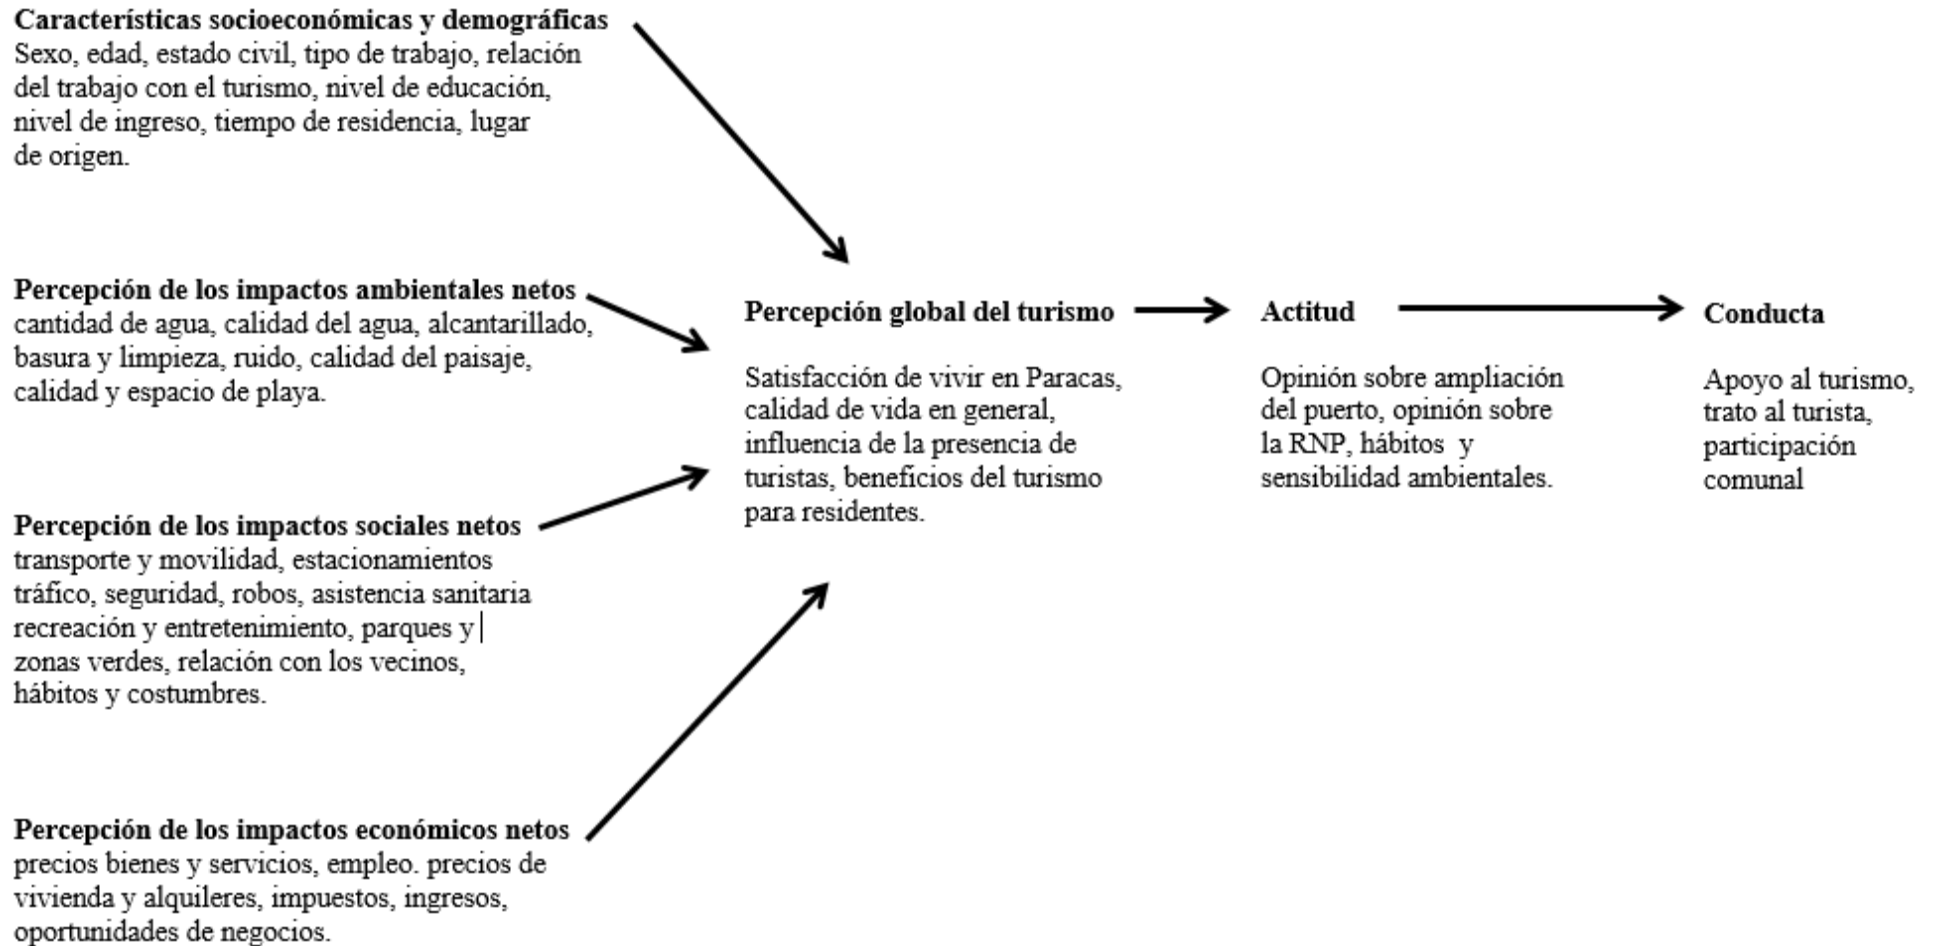 Características socioeconómicas y demográficas
Sexo, edad, estado civil, tipo de trabajo, relación
del trabajo con el turismo, nivel de educación,
nivel de ingreso, tiempo de residencia, lugar
de origen.
Percepción de los impactos ambientales netos
cantidad de agua, calidad del agua, alcantarillado,
basura y limpieza, ruido, calidad del paisaje,
calidad y espacio de playa.
Percepción de los impactos sociales netos
transporte y movilidad, estacionamientos
tráfico, seguridad, robos, asistencia sanitaria
recreación y entretenimiento, parques y
zonas verdes, relación con los vecinos,
hábitos y costumbres.
Percepción de los impactos económicos netos
precios bienes y servicios, empleo. precios de
vivienda y alquileres, impuestos, ingresos,
oportunidades de negocios.
Percepción global del turismo
Satisfacción de vivir en Paracas,
calidad de vida en general,
influencia de la presencia de
turistas, beneficios del turismo
para residentes.
Actitud
Opinión sobre ampliación
del puerto, opinión sobre
la RNP, hábitos y
sensibilidad ambientales.
Conducta
Apoyo al turismo,
trato al turista,
participación
comunal